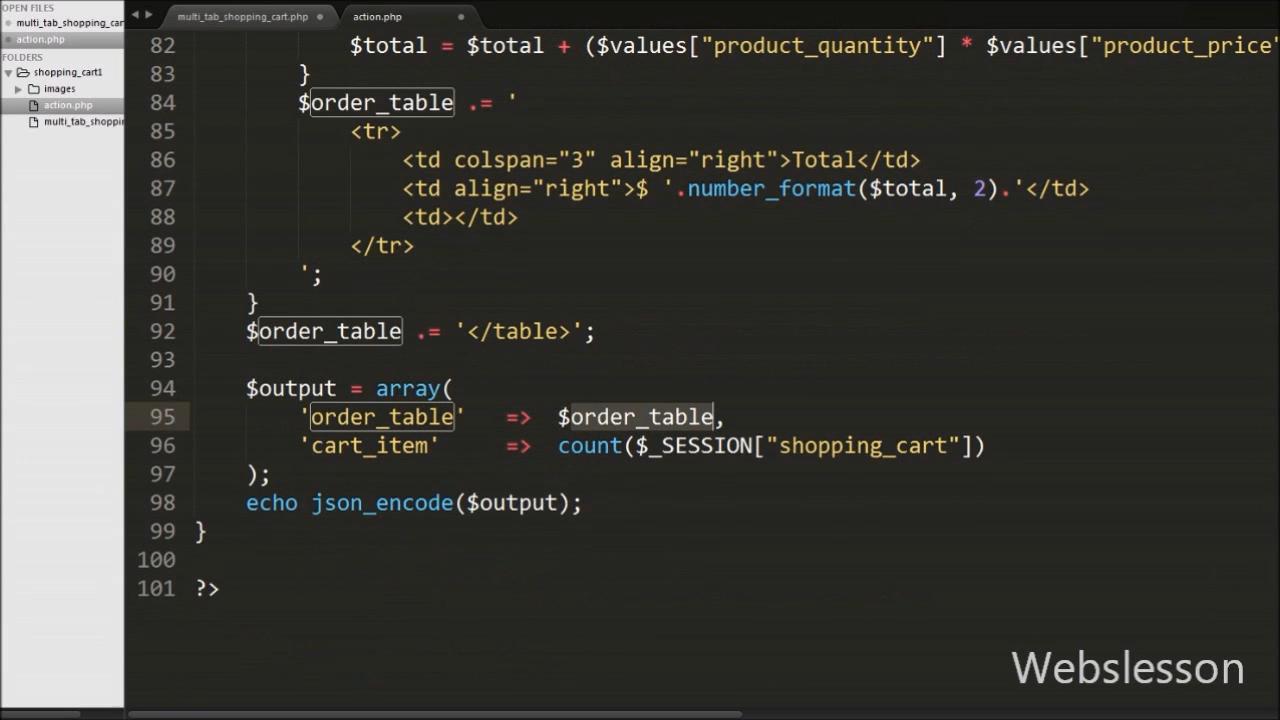 OPEN FILES
multi_tab_shopping_car
action.php
FOLDERS
shopping_cart1
images
action.php
multi_tab_shoppin
multi_tab_shopping_cart.php
action.php
82 $total = $total + ($values["product_quantity"] * $values["product_price"
83 }
84 $order_table .= '
85 <tr>
86 <td colspan="3" align="right">Total</td>
87 <td align="right">$ '.number_format($total, 2).'</td>
88 <td></td>
89 </tr>
90 ';
91 }
92 $order_table .= '</table>';
93
94 $output = array(
95 'order_table' => $order_table,
96 'cart_item' => count($_SESSION["shopping_cart"])
97 );
98 echo json_encode($output);
99 }
100
101 ?>
Webslesson